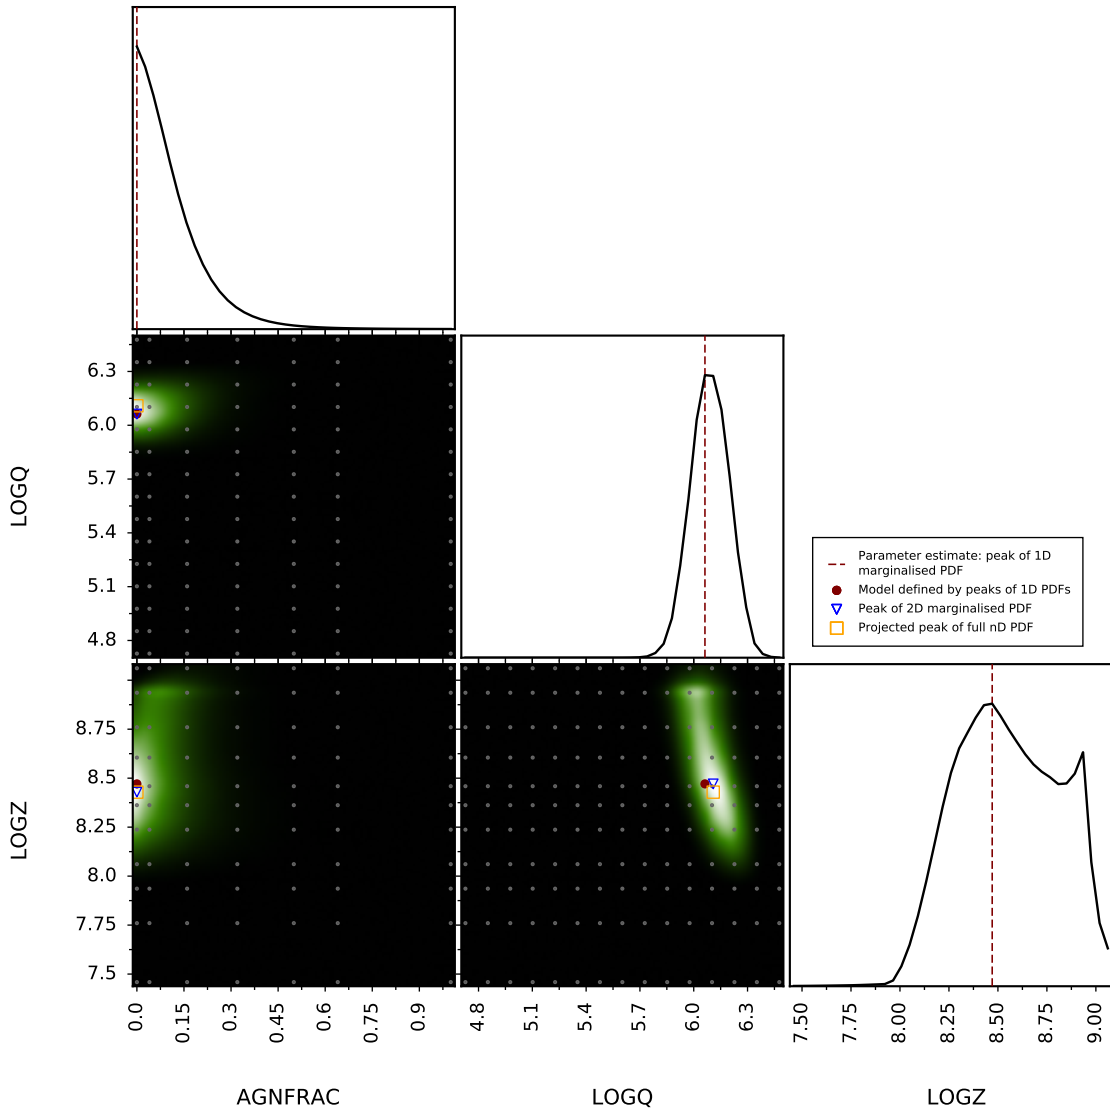 6.3
6.0
5.7
5.4
5.1
4.8
LOGQ
Parameter estimate: peak of 1D
marginalised PDF
Model defined by peaks of 1D PDFs
Peak of 2D marginalised PDF
Projected peak of full nD PDF
8.75
8.5
8.25
8.0
7.75
7.5
LOGZ
0.0 0.15 0.3 0.45 0.6 0.75 0.9
4.8 5.1 5.4 5.7 6.0 6.3
7.50 7.75 8.00 8.25 8.50 8.75 9.00
AGNFRAC LOGQ LOGZ